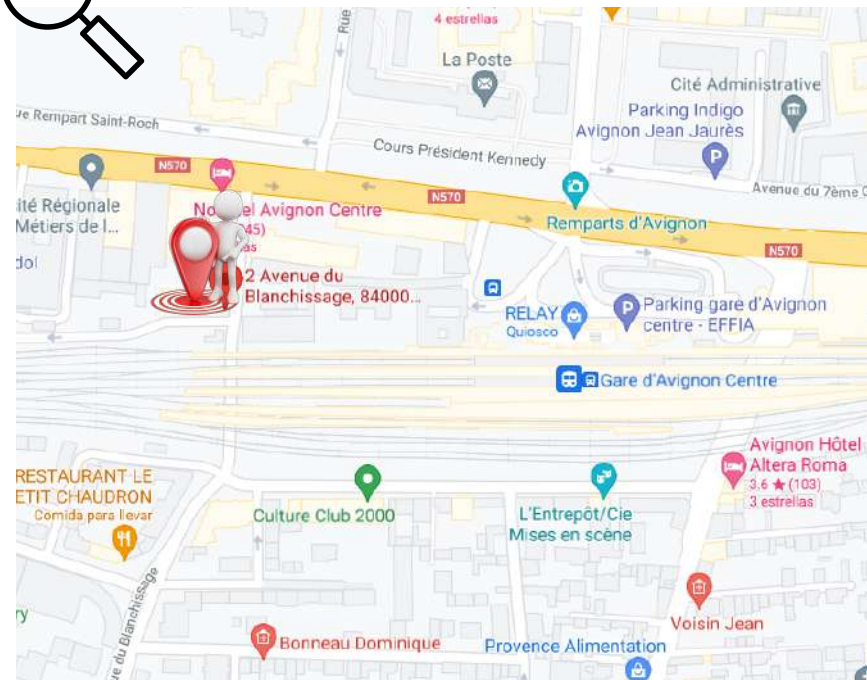 4 estrellas
Rue
La Poste
Cité Administrative
Parking Indigo
Avignon Jean Jaurès
ue Rempart Saint-Roch
Cours Président Kennedy
Avenue du 7ème
N570
N570
N570
ité Régionale
Métiers de l...
dol
Avignon Centre
45)
as
Remparts d'Avignon
2 Avenue du
Blanchissage, 84000...
RELAY
Quiosco
Parking gare d'Avignon
centre - EFFIA
Gare d'Avignon Centre
RESTAURANT LE
ETIT CHAUDRON
Comida para llevar
Culture Club 2000
L'Entrepôt/Cie
Mises en scène
Avignon Hôtel
Altera Roma
3.6 ★ (103)
3 estrellas
ry
ue du Blanchissage
Bonneau Dominique
Provence Alimentation
Voisin Jean